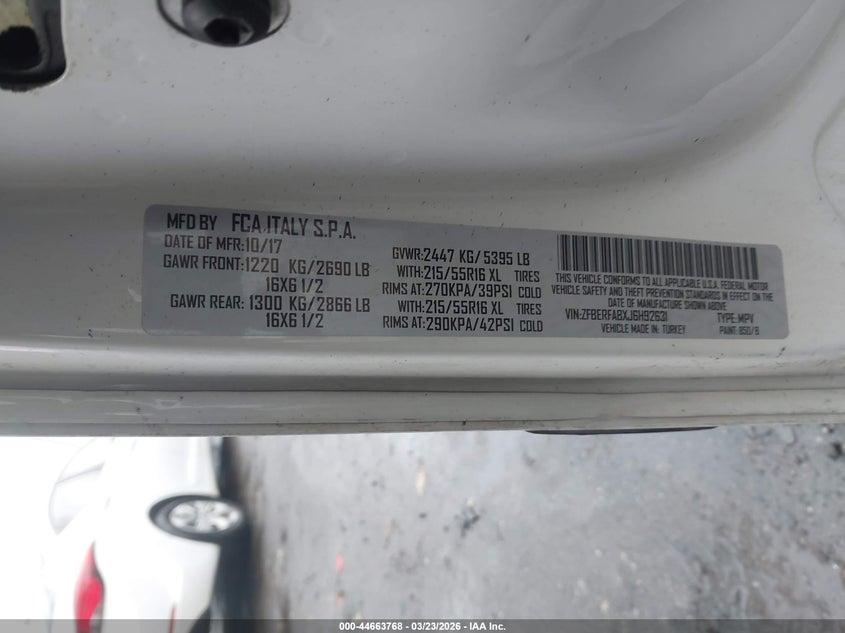 MFD BY FCA ITALY S.P.A.
DATE OF MFR:10/17
GAWR FRONT:1220 KG/2690 LB
16X6 1/2
GAWR REAR: 1300 KG/2866 LB
16X6 1/2
GVWR:2447 KG/ 5395 LB
WITH:215/55R16 XL TIRES
RIMS AT:270KPA/39PSI COLD
WITH:215/55R16 XL TIRES
RIMS AT:290KPA/42PSI COLD
THIS VEHICLE CONFORMS TO ALL APPLICABLE U.S.A. FEDERAL MOTOR
VEHICLE SAFETY AND THEFT PREVENTION STANDARDS IN EFFECT ON THE
DATE OF MANUFACTURE SHOWN ABOVE
VIN:ZFBERFABXJ6H92631 TYPE:MPV
VEHICLE MADE IN: TURKEY PAINT: 850/B
000-44663768 - 03/23/2026 - IAA Inc.